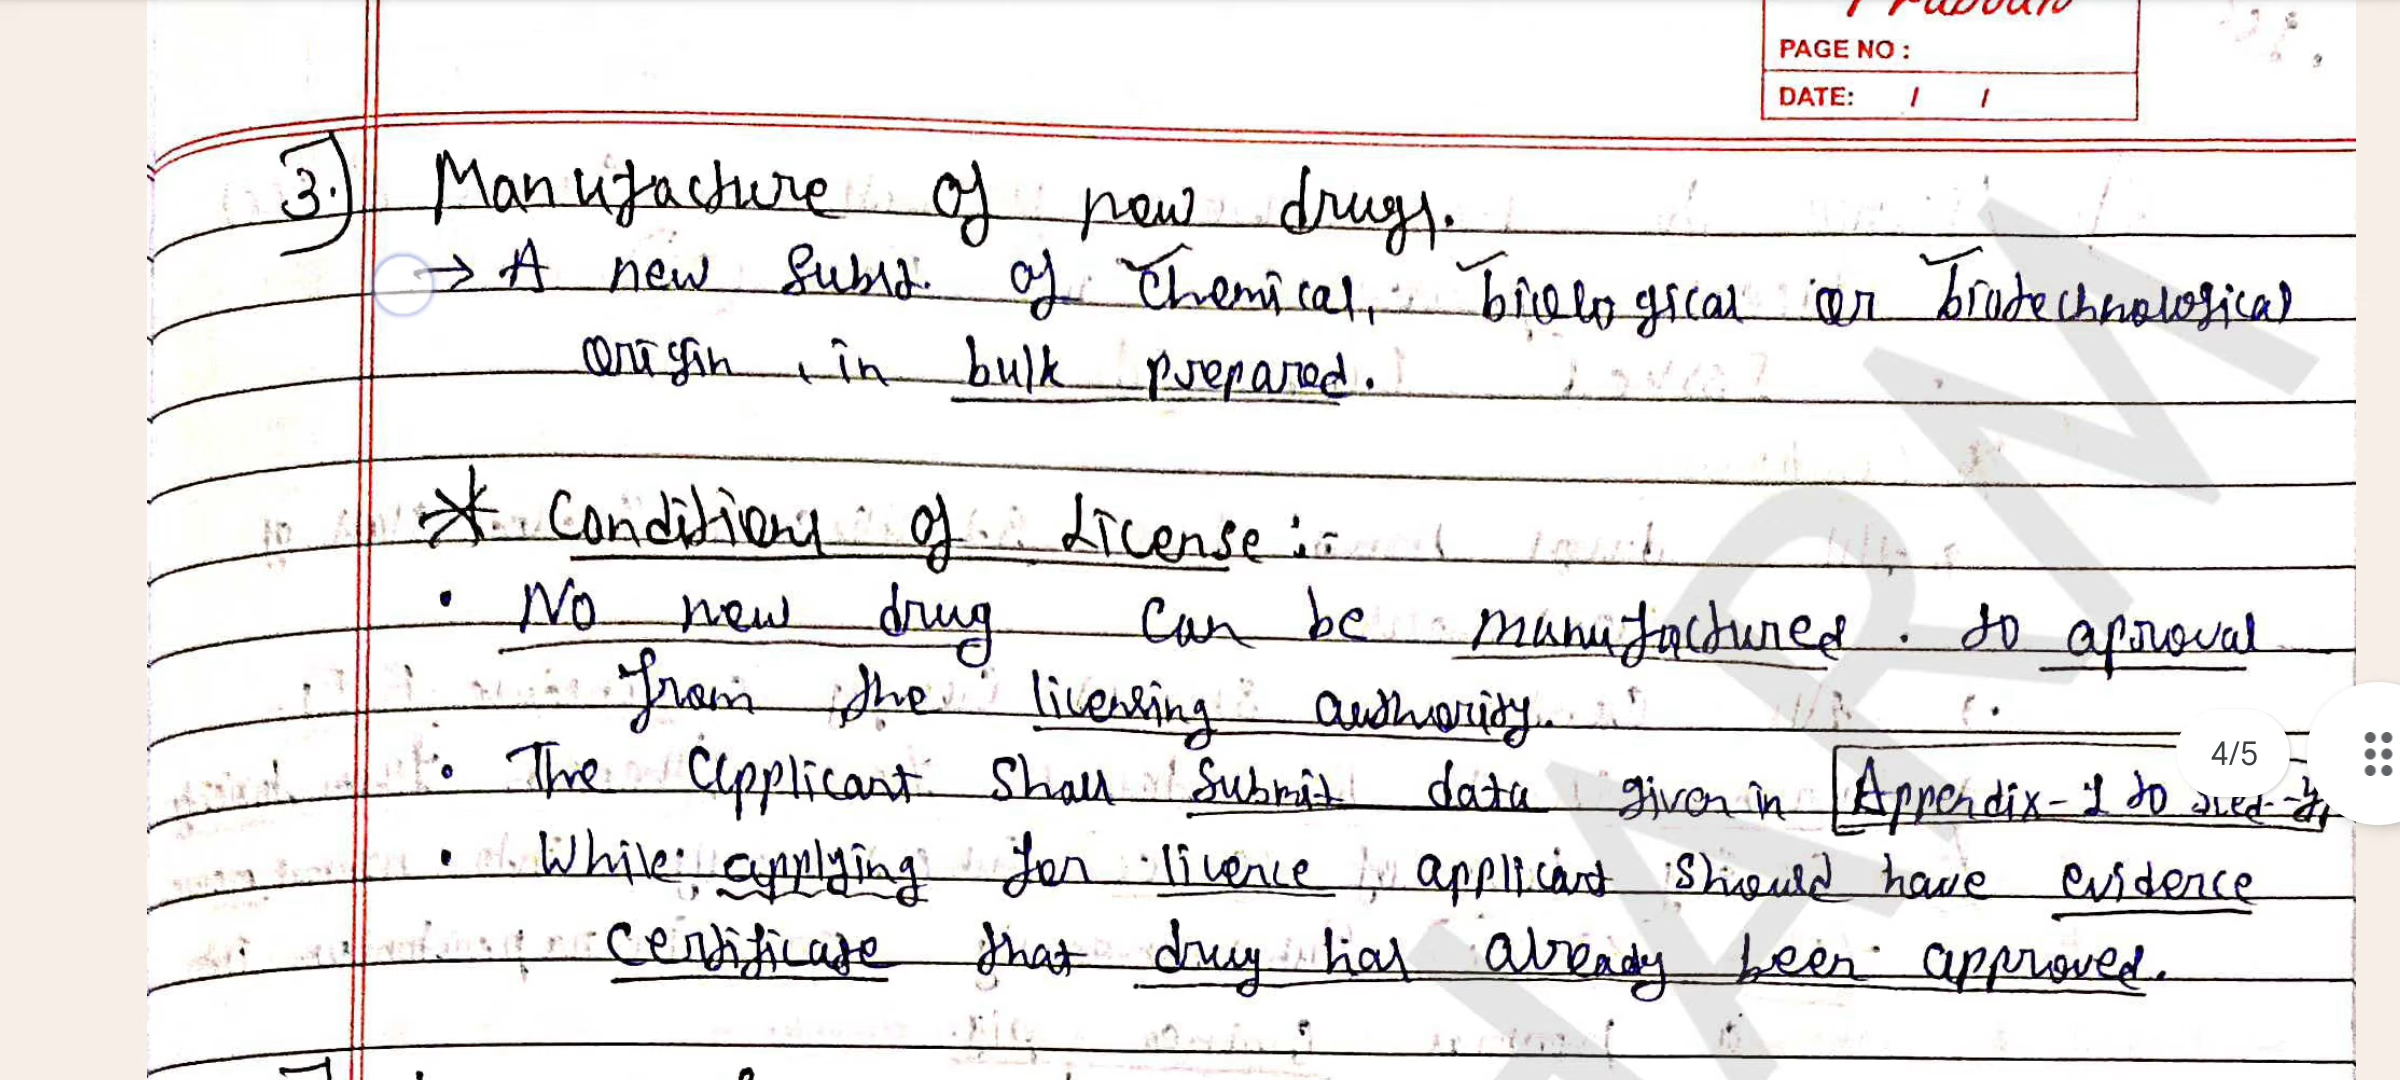 PAGE NO :
DATE: / /
3.) Manufacture of new drugs.
→ A new subst. of chemical, biological or biotechnological
origin, in bulk prepared.
* Conditions of License :-
• No new drug can be manufactured. to aproval
from the licensing authority.
• The applicant shall submit data given in Appendix-1 to
4/5
• While applying for licence, applicant should have evidence
certificate that drug has already been approved.